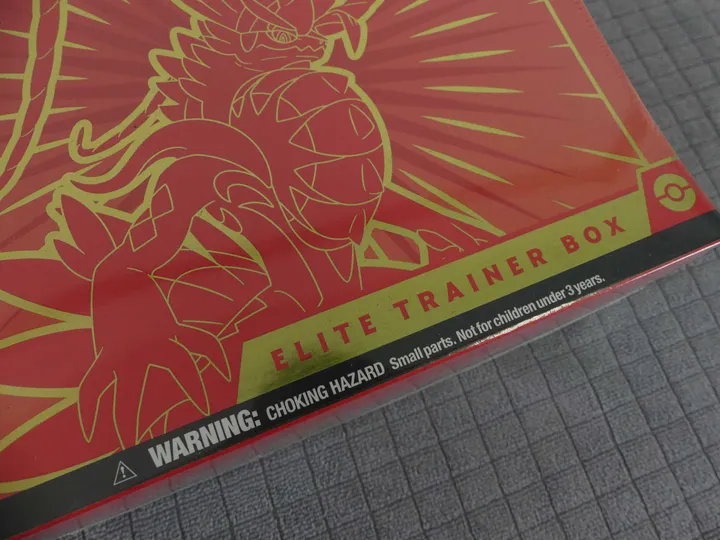 ELITE TRAINER BOX
WARNING: CHOKING HAZARD Small parts. Not for children under 3 years.